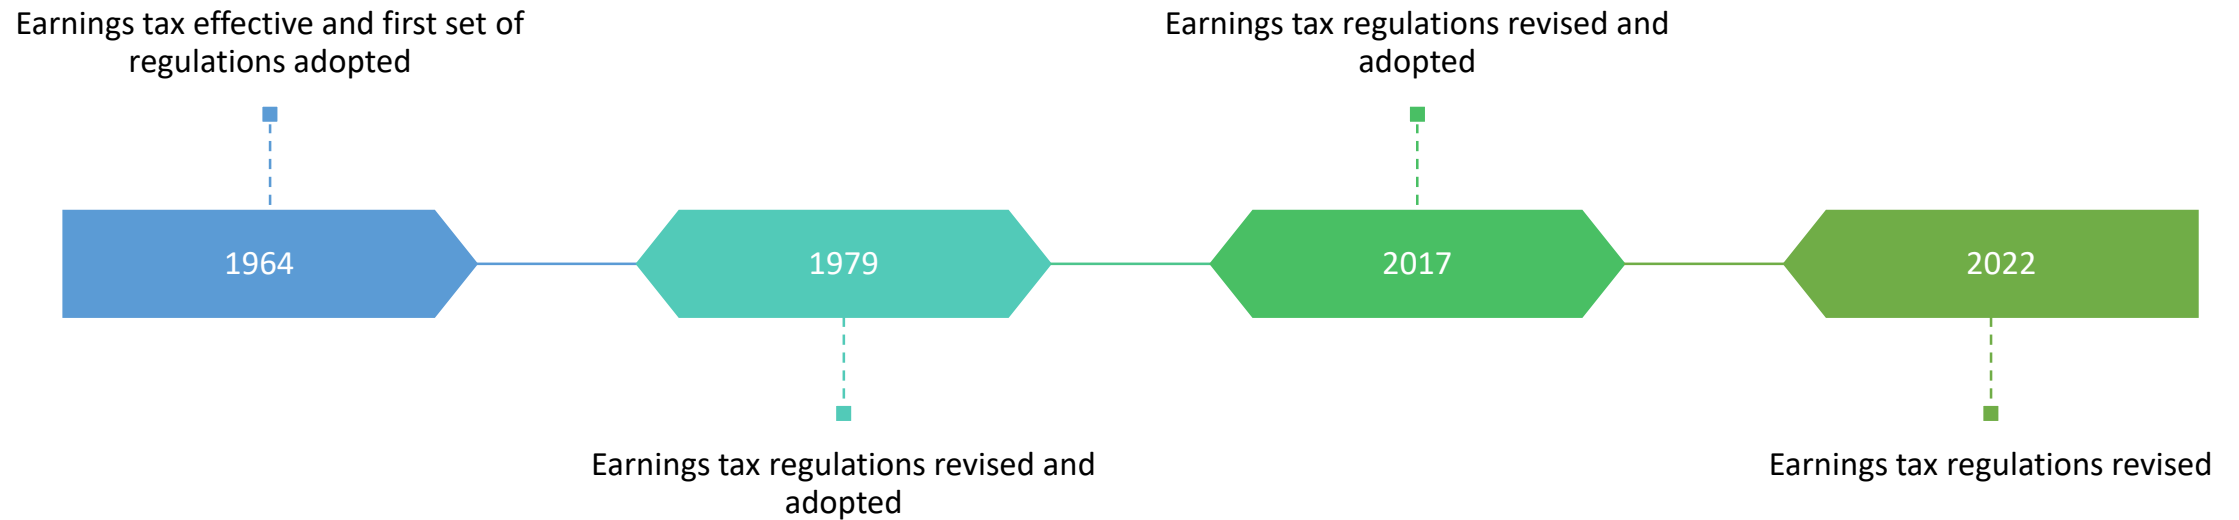 Earnings tax effective and first set of
regulations adopted
Earnings tax regulations revised and
adopted
1964
1979
2017
2022
Earnings tax regulations revised and
adopted
Earnings tax regulations revised